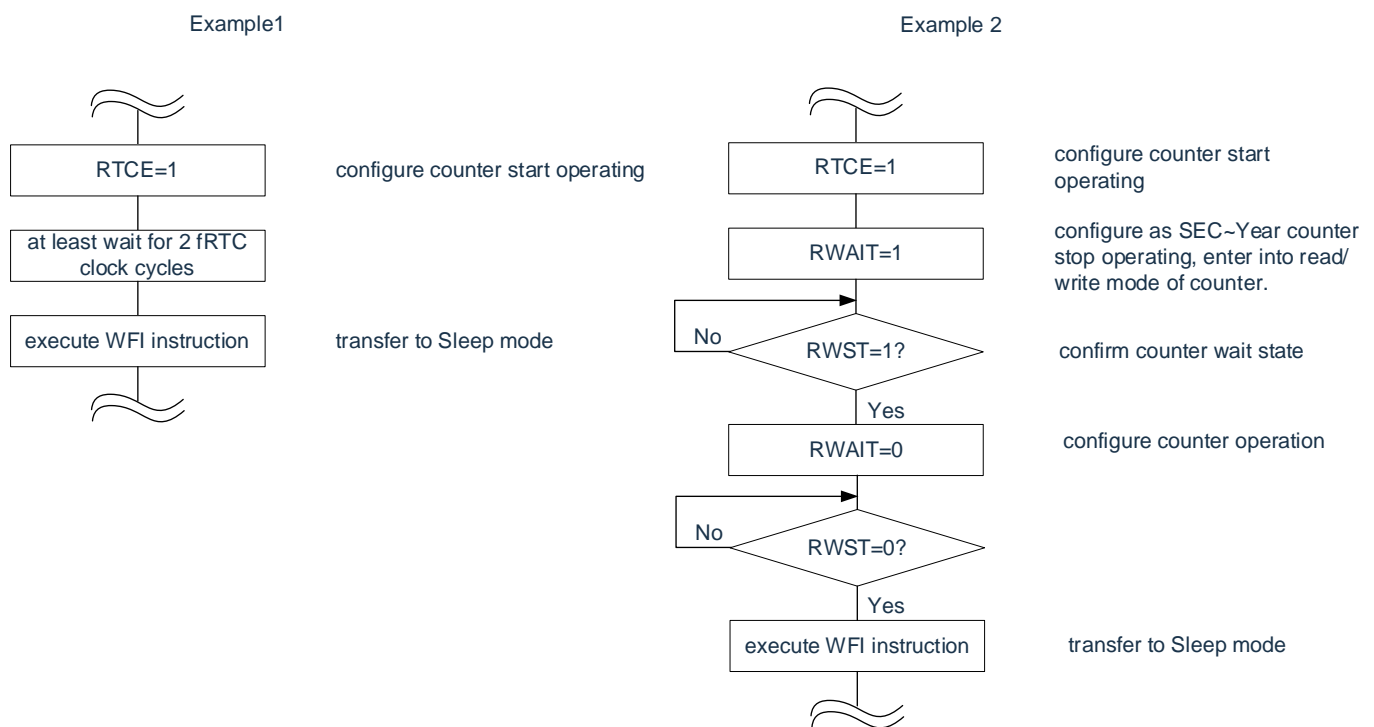 Example1
RTCE=1
configure counter start operating
at least wait for 2 fRTC
clock cycles
execute WFI instruction
transfer to Sleep mode
Example 2
RTCE=1
configure counter start
operating
RWAIT=1
configure as SEC~Year counter
stop operating, enter into read/
write mode of counter.
No
RWST=1?
confirm counter wait state
Yes
RWAIT=0
configure counter operation
No
RWST=0?
Yes
execute WFI instruction
transfer to Sleep mode